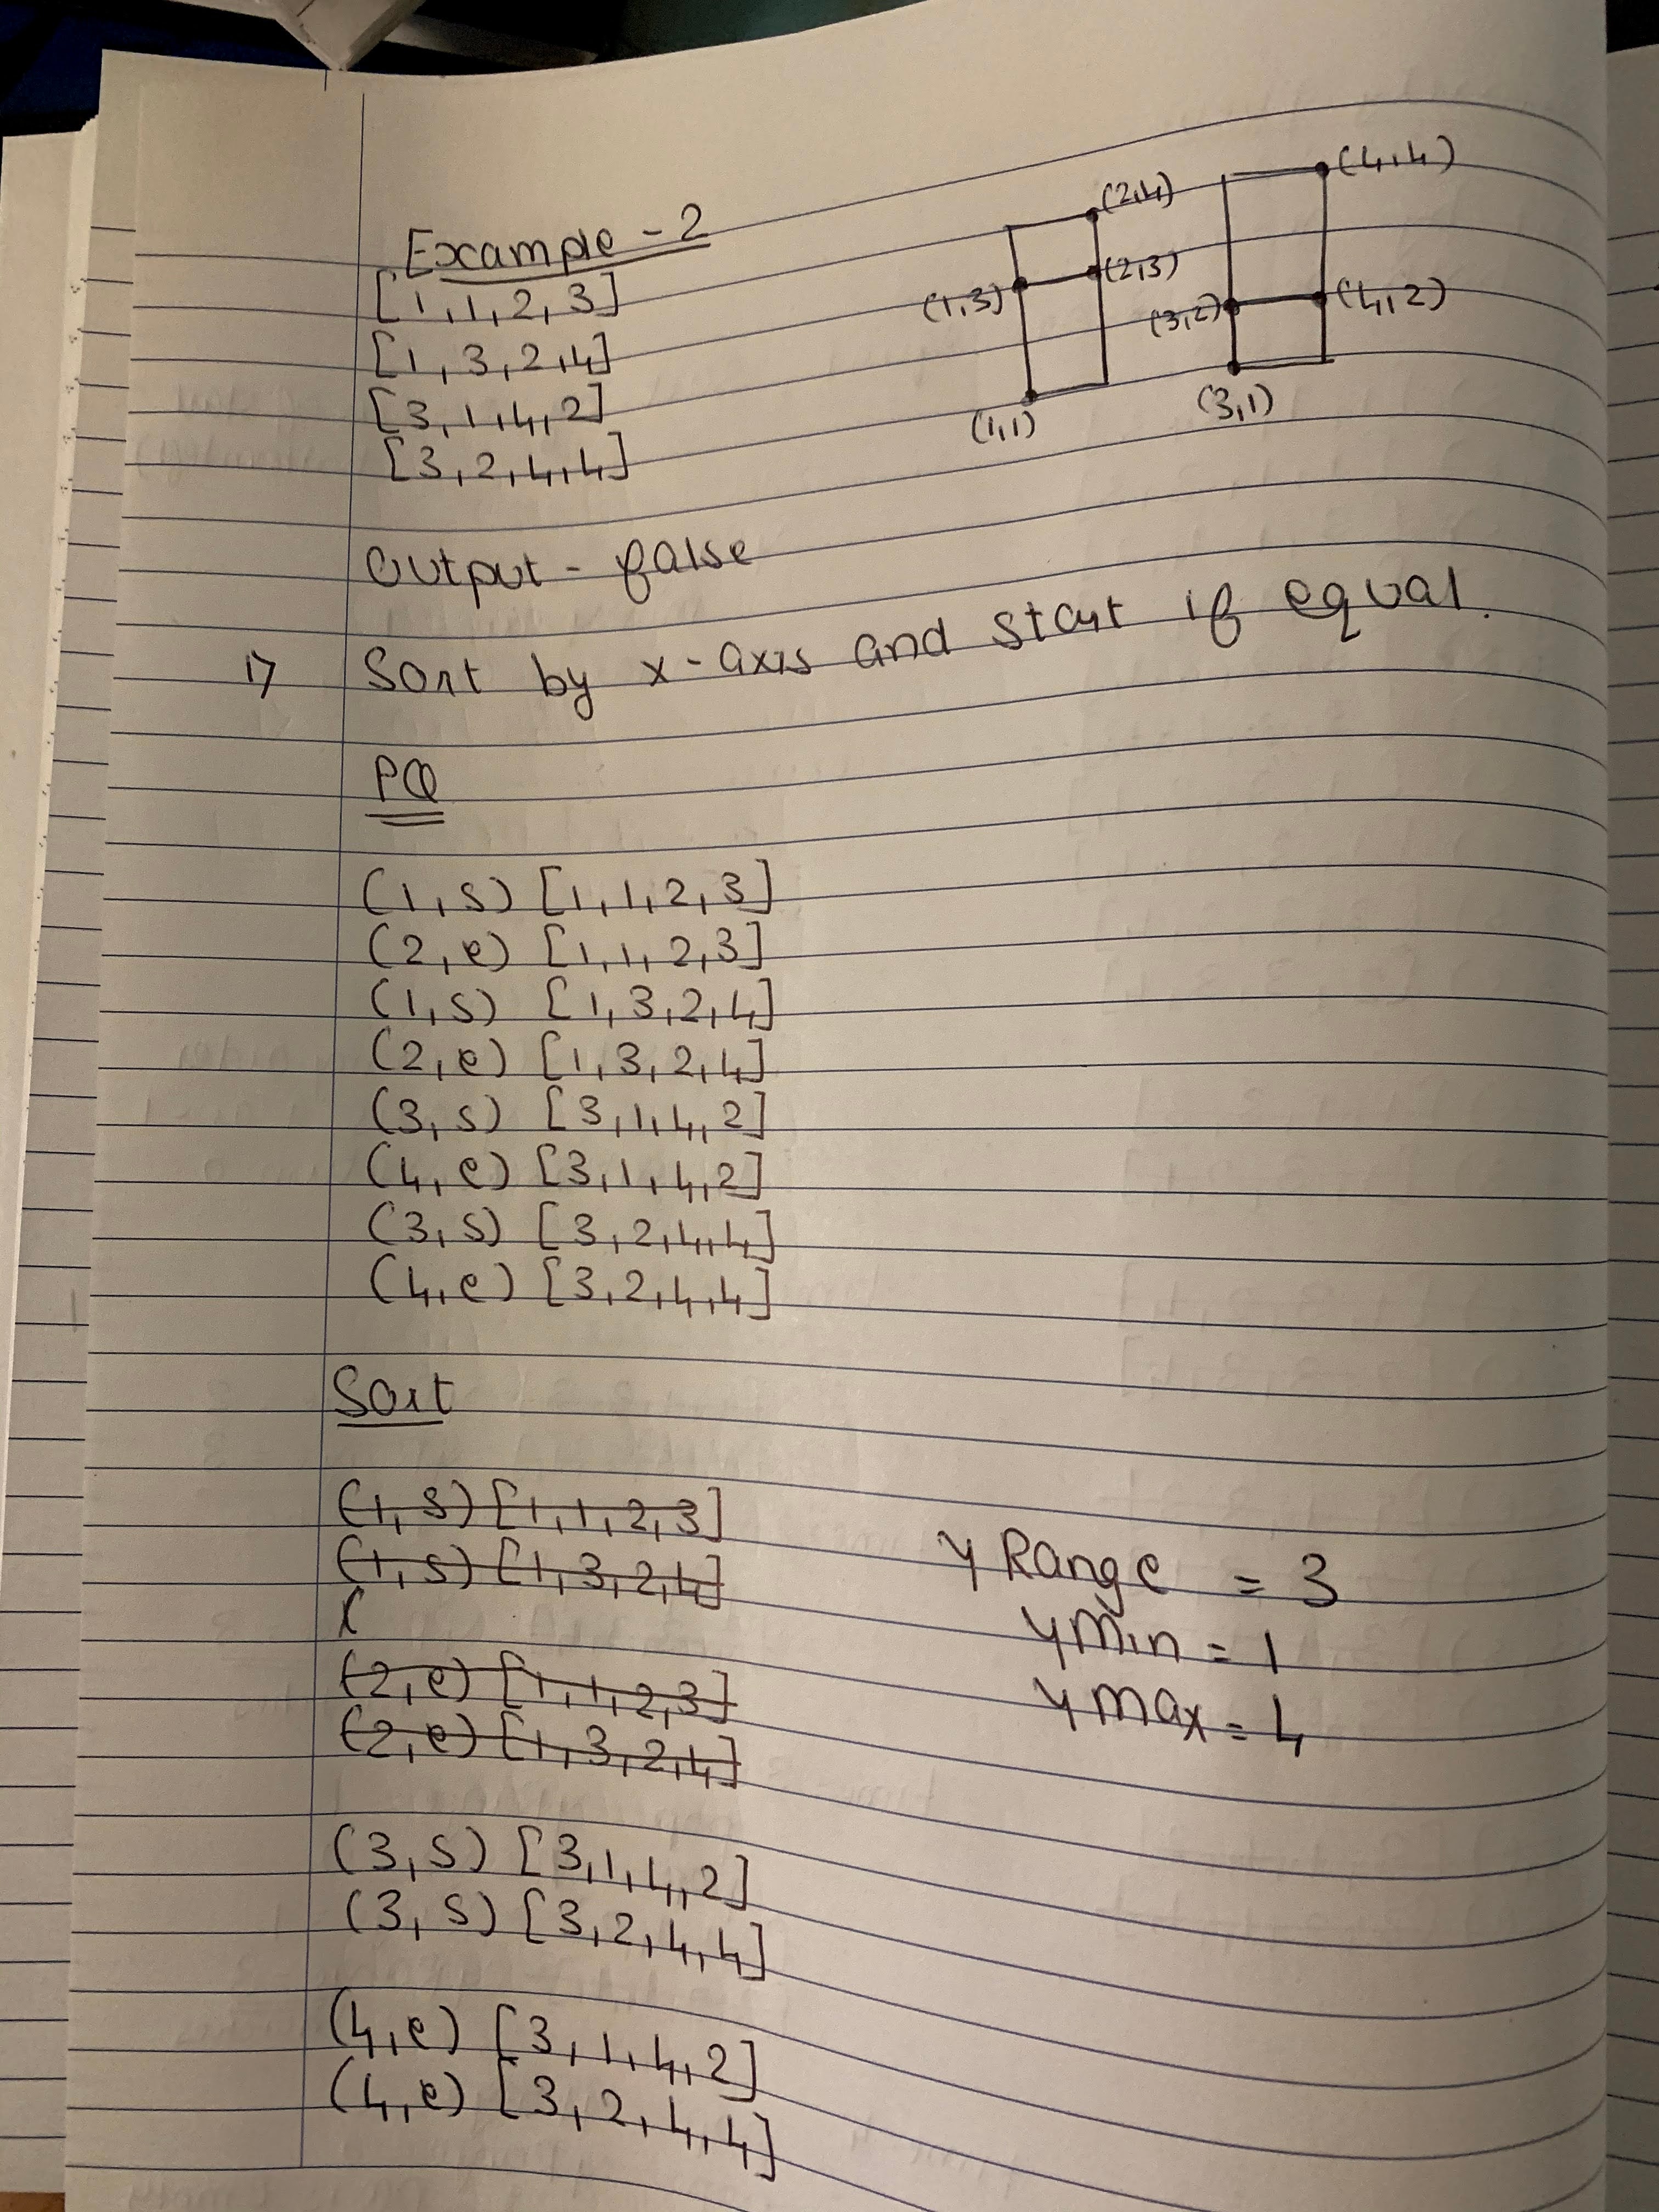 Example - 2
[1,1,2,3]
[1,3,2,4]
[3,1,4,2]
[3,2,4,4]
(2,4)
(4,4)
(1,3)
(2,3)
(3,2)
(4,2)
(1,1)
(3,1)
Output - false
1) Sort by x-axis and start if equal.
PQ
(1,s) [1,1,2,3]
(2,e) [1,1,2,3]
(1,s) [1,3,2,4]
(2,e) [1,3,2,4]
(3,s) [3,1,4,2]
(4,e) [3,1,4,2]
(3,s) [3,2,4,4]
(4,e) [3,2,4,4]
Sort
(1,s) [1,1,2,3]
(1,s) [1,3,2,4]
(
(2,e) [1,1,2,3]
(2,e) [1,3,2,4]
Y Range = 3
Y Min = 1
Y Max = 4
(3,s) [3,1,4,2]
(3,s) [3,2,4,4]
(4,e) [3,1,4,2]
(4,e) [3,2,4,4]